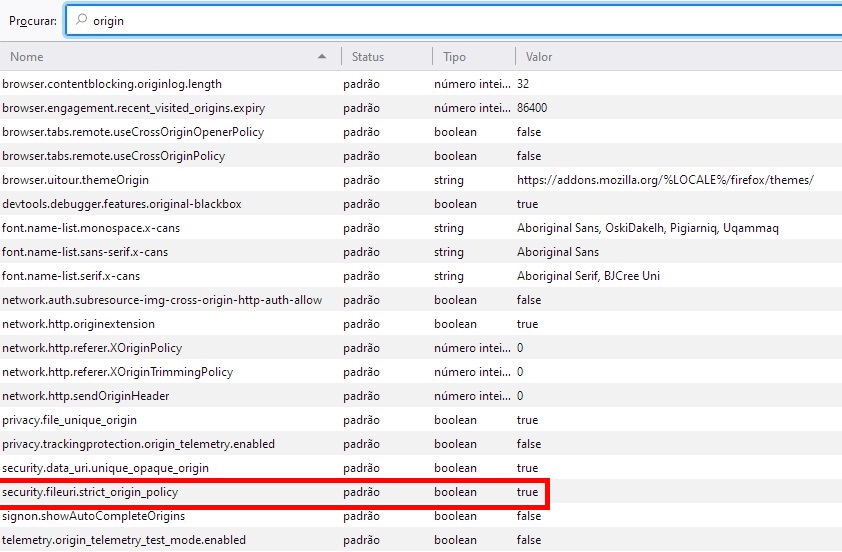 Procurar: origin
Nome Status Tipo Valor
browser.contentblocking.originlog.length padrão número intei... 32
browser.engagement.recent_visited_origins.expiry padrão número intei... 86400
browser.tabs.remote.useCrossOriginOpenerPolicy padrão boolean false
browser.tabs.remote.useCrossOriginPolicy padrão boolean false
browser.uitour.themeOrigin padrão string https://addons.mozilla.org/%LOCALE%/firefox/themes/
devtools.debugger.features.original-blackbox padrão boolean true
font.name-list.monospace.x-cans padrão string Aboriginal Sans, OskiDakelh, Pigiarniq, Uqammaq
font.name-list.sans-serif.x-cans padrão string Aboriginal Sans
font.name-list.serif.x-cans padrão string Aboriginal Serif, BJCree Uni
network.auth.subresource-img-cross-origin-http-auth-allow padrão boolean false
network.http.originextension padrão boolean true
network.http.referer.XOriginPolicy padrão número intei... 0
network.http.referer.XOriginTrimmingPolicy padrão número intei... 0
network.http.sendOriginHeader padrão número intei... 0
privacy.file_unique_origin padrão boolean true
privacy.trackingprotection.origin_telemetry.enabled padrão boolean false
security.data_uri.unique_opaque_origin padrão boolean true
security.fileuri.strict_origin_policy padrão boolean true
signon.showAutoCompleteOrigins padrão boolean false
telemetry.origin_telemetry_test_mode.enabled padrão boolean false